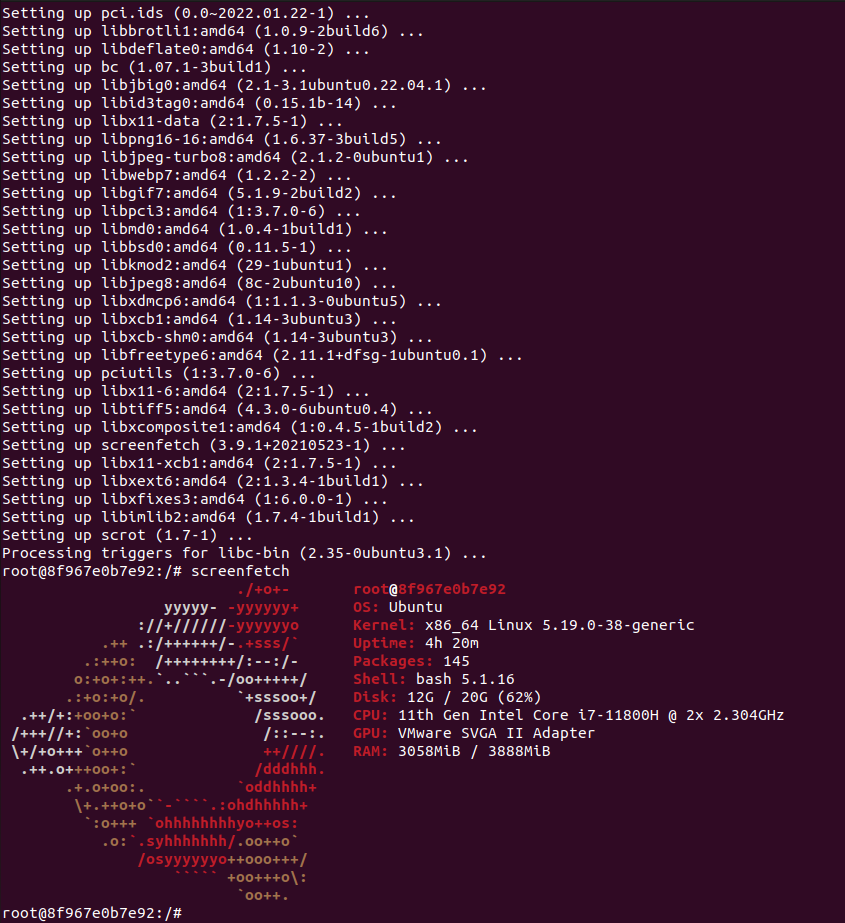 Setting up pci.ids (0.0~2022.01.22-1) ...
Setting up libbrotli1:amd64 (1.0.9-2build6) ...
Setting up libdeflate0:amd64 (1.10-2) ...
Setting up bc (1.07.1-3build1) ...
Setting up libjbig0:amd64 (2.1-3.1ubuntu0.22.04.1) ...
Setting up libid3tag0:amd64 (0.15.1b-14) ...
Setting up libx11-data (2:1.7.5-1) ...
Setting up libpng16-16:amd64 (1.6.37-3build5) ...
Setting up libjpeg-turbo8:amd64 (2.1.2-0ubuntu1) ...
Setting up libwebp7:amd64 (1.2.2-2) ...
Setting up libgif7:amd64 (5.1.9-2build2) ...
Setting up libpci3:amd64 (1:3.7.0-6) ...
Setting up libmd0:amd64 (1.0.4-1build1) ...
Setting up libbsd0:amd64 (0.11.5-1) ...
Setting up libkmod2:amd64 (29-1ubuntu1) ...
Setting up libjpeg8:amd64 (8c-2ubuntu10) ...
Setting up libxdmcp6:amd64 (1:1.1.3-0ubuntu5) ...
Setting up libxcb1:amd64 (1.14-3ubuntu3) ...
Setting up libxcb-shm0:amd64 (1.14-3ubuntu3) ...
Setting up libfreetype6:amd64 (2.11.1+dfsg-1ubuntu0.1) ...
Setting up pciutils (1:3.7.0-6) ...
Setting up libx11-6:amd64 (2:1.7.5-1) ...
Setting up libtiff5:amd64 (4.3.0-6ubuntu0.4) ...
Setting up libxcomposite1:amd64 (1:0.4.5-1build2) ...
Setting up screenfetch (3.9.1+20210523-1) ...
Setting up libx11-xcb1:amd64 (2:1.7.5-1) ...
Setting up libxext6:amd64 (2:1.3.4-1build1) ...
Setting up libxfixes3:amd64 (1:6.0.0-1) ...
Setting up libimlib2:amd64 (1.7.4-1build1) ...
Setting up scrot (1.7-1) ...
Processing triggers for libc-bin (2.35-0ubuntu3.1) ...
root@8f967e0b7e92:/# screenfetch
                          ./+o+-       root@8f967e0b7e92
                  yyyyy- -yyyyyy+      OS: Ubuntu
               ://+//////-yyyyyyo      Kernel: x86_64 Linux 5.19.0-38-generic
           .++ .:/++++++/-.+sss/`      Uptime: 4h 20m
         .:++o:  /++++++++/:--:/-      Packages: 145
        o:+o+:++.`..```.-/oo+++++/     Shell: bash 5.1.16
       .:+o:+o/.          `+sssoo+/    Disk: 12G / 20G (62%)
  .++/+:+oo+o:`             /sssooo.   CPU: 11th Gen Intel Core i7-11800H @ 2x 2.304GHz
 /+++//+:`oo+o               /::--:.   GPU: VMware SVGA II Adapter
 \+/+o+++`o++o               ++////.   RAM: 3058MiB / 3888MiB
  .++.o+++oo+:`             /dddhhh.
       .+.o+oo:.          `oddhhhh+
        \+.++o+o``-````.:ohdhhhhh+
         `:o+++ `ohhhhhhhhyo++os:
           .o:`.syhhhhhhh/.oo++o`
               /osyyyyyyo++ooo+++/
                   ````` +oo+++o\:
                          `oo++.
root@8f967e0b7e92:/#